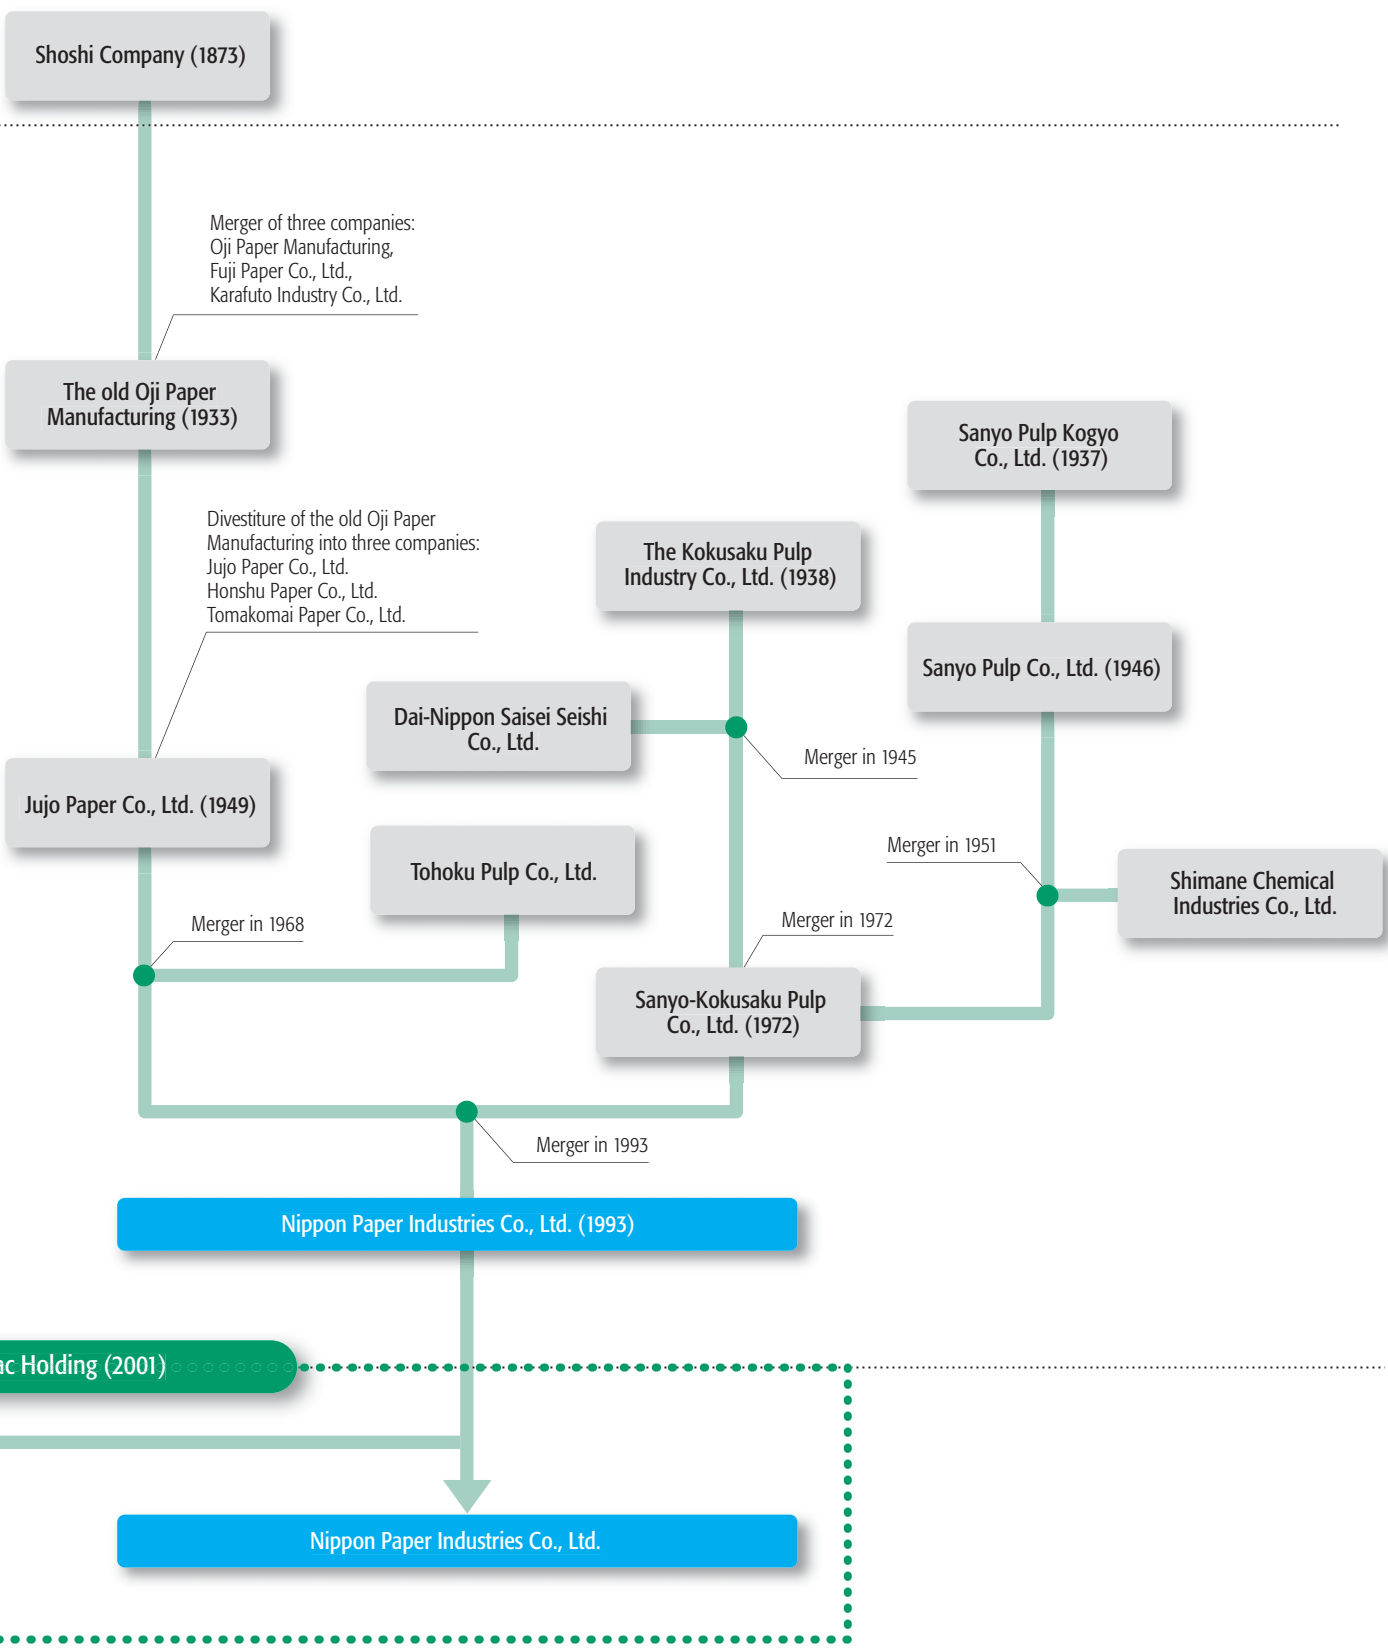 Shoshi Company (1873)
Merger of three companies:
Oji Paper Manufacturing,
Fuji Paper Co., Ltd.,
Karafuto Industry Co., Ltd.
The old Oji Paper
Manufacturing (1933)
Sanyo Pulp Kogyo
Co., Ltd. (1937)
Divestiture of the old Oji Paper
Manufacturing into three companies:
Jujo Paper Co., Ltd.
Honshu Paper Co., Ltd.
Tomakomai Paper Co., Ltd.
The Kokusaku Pulp
Industry Co., Ltd. (1938)
Sanyo Pulp Co., Ltd. (1946)
Dai-Nippon Saisei Seishi
Co., Ltd.
Merger in 1945
Jujo Paper Co., Ltd. (1949)
Tohoku Pulp Co., Ltd.
Merger in 1951
Shimane Chemical
Industries Co., Ltd.
Merger in 1968
Merger in 1972
Sanyo-Kokusaku Pulp
Co., Ltd. (1972)
Merger in 1993
Nippon Paper Industries Co., Ltd. (1993)
ac Holding (2001)
Nippon Paper Industries Co., Ltd.